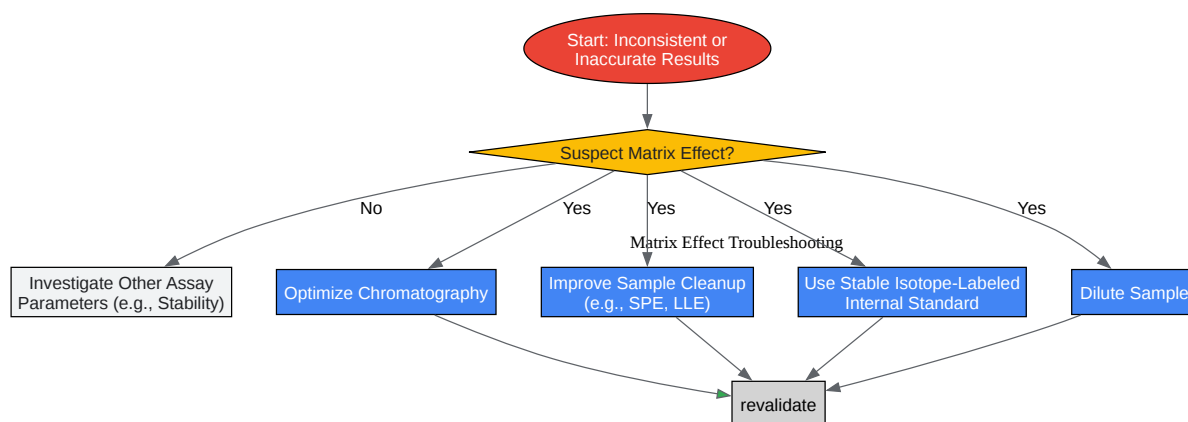 Start: Inconsistent or
Inaccurate Results
Suspect Matrix Effect?
No
Yes
Yes
Yes
Yes
Matrix Effect Troubleshooting
Investigate Other Assay
Parameters (e.g., Stability)
Optimize Chromatography
Improve Sample Cleanup
(e.g., SPE, LLE)
Use Stable Isotope-Labeled
Internal Standard
Dilute Sample
revalidate